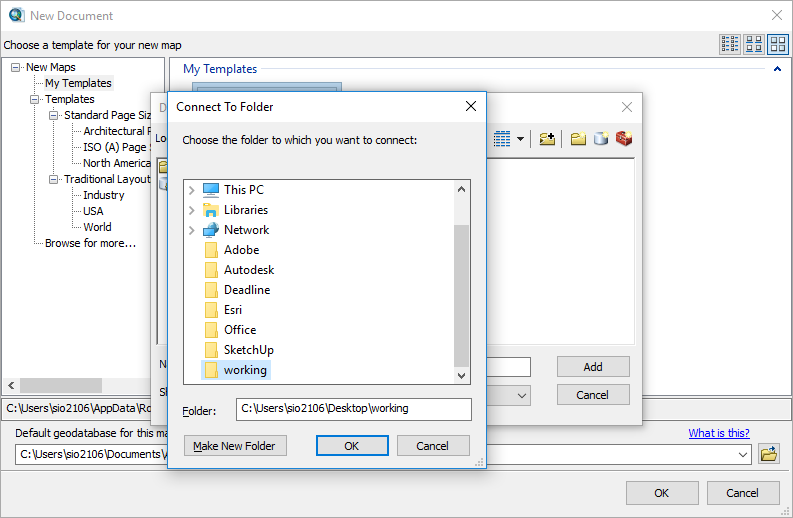 New Document
Choose a template for your new map
New Maps
My Templates
Templates
Standard Page Siz
Architectural P
ISO (A) Page S
North America
Traditional Layout
Industry
USA
World
Browse for more...
My Templates
Connect To Folder
Choose the folder to which you want to connect:
This PC
Libraries
Network
Adobe
Autodesk
Deadline
Esri
Office
SketchUp
working
Folder:
C:\Users\sio2106\Desktop\working
Make New Folder
OK
Cancel
Add
Cancel
C:\Users\sio2106\AppData\Ro
Default geodatabase for this ma
What is this?
C:\Users\sio2106\Documents\
OK
Cancel